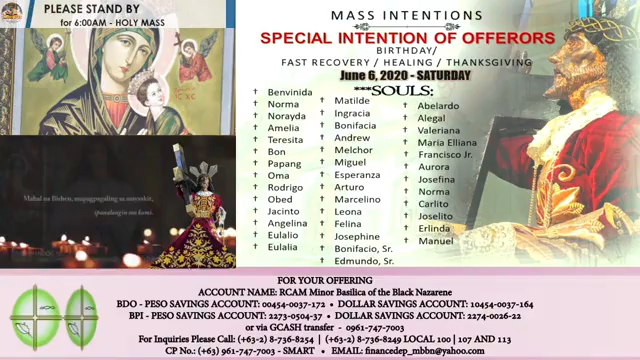 PLEASE STAND BY
for 6:00AM - HOLY MASS
Mahal na Birhen, mapagpagaling sa maysakit,
ipanalangin mo kami.
MASS INTENTIONS
SPECIAL INTENTION OF OFFERORS
BIRTHDAY/
FAST RECOVERY / HEALING / THANKSGIVING
June 6, 2020 - SATURDAY
***SOULS:
† Benvinida
† Norma
† Norayda
† Amelia
† Teresita
† Bon
† Papang
† Oma
† Rodrigo
† Obed
† Jacinto
† Angelina
† Eulalio
† Eulalia
† Matilde
† Ingracia
† Bonifacia
† Andrew
† Melchor
† Miguel
† Esperanza
† Arturo
† Marcelino
† Leona
† Felina
† Josephine
† Bonifacio, Sr.
† Edmundo, Sr.
† Abelardo
† Alegal
† Valeriana
† Maria Elliana
† Francisco Jr.
† Aurora
† Josefina
† Norma
† Carlito
† Joselito
† Erlinda
† Manuel
FOR YOUR OFFERING
ACCOUNT NAME: RCAM Minor Basilica of the Black Nazarene
BDO - PESO SAVINGS ACCOUNT: 00454-0037-172 • DOLLAR SAVINGS ACCOUNT: 10454-0037-164
BPI - PESO SAVINGS ACCOUNT: 2273-0504-37 • DOLLAR SAVINGS ACCOUNT: 2274-0026-22
or via GCASH transfer - 0961-747-7003
For Inquiries Please Call: (+63-2) 8-736-8254 | (+63-2) 8-736-8249 LOCAL 100 | 107 AND 113
CP No.: (+63) 961-747-7003 - SMART • EMAIL: financedep_mbbn@yahoo.com